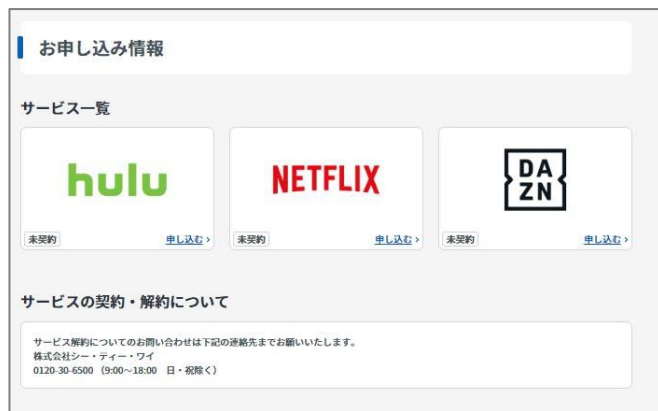 お申し込み情報
サービス一覧
hulu
NETFLIX
DA
ZN
未契約 申し込む ›
未契約 申し込む ›
未契約 申し込む ›
サービスの契約・解約について
サービス解約についてのお問い合わせは下記の連絡先までお願いいたします。
株式会社シー・ティー・ワイ
0120-30-6500 （9:00～18:00　日・祝除く）